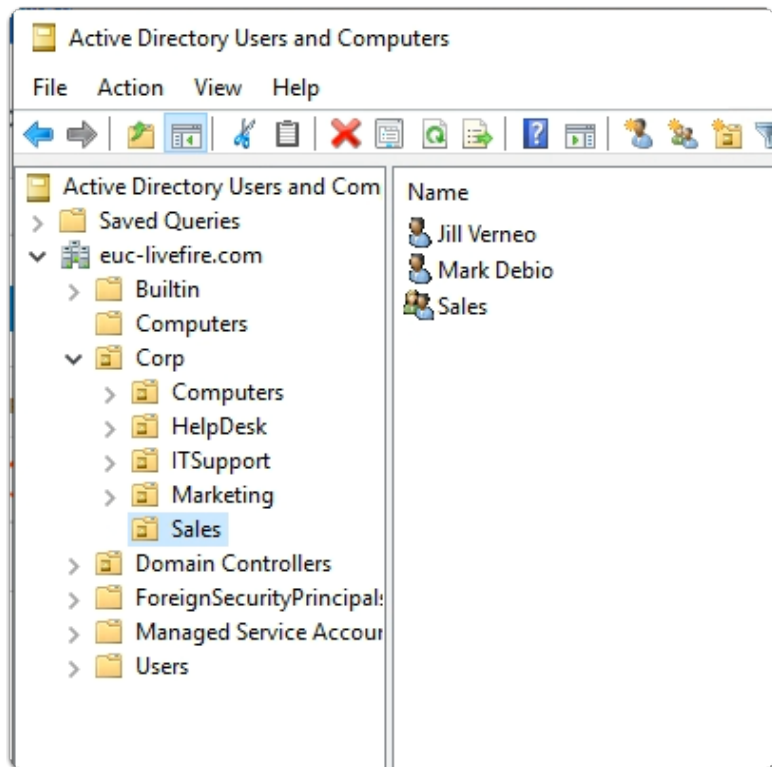 Active Directory Users and Computers
File Action View Help
Active Directory Users and Com
Saved Queries
euc-livefire.com
Builtin
Computers
Corp
Computers
HelpDesk
ITSupport
Marketing
Sales
Domain Controllers
ForeignSecurityPrincipal
Managed Service Accour
Users
Name
Jill Verneo
Mark Debio
Sales